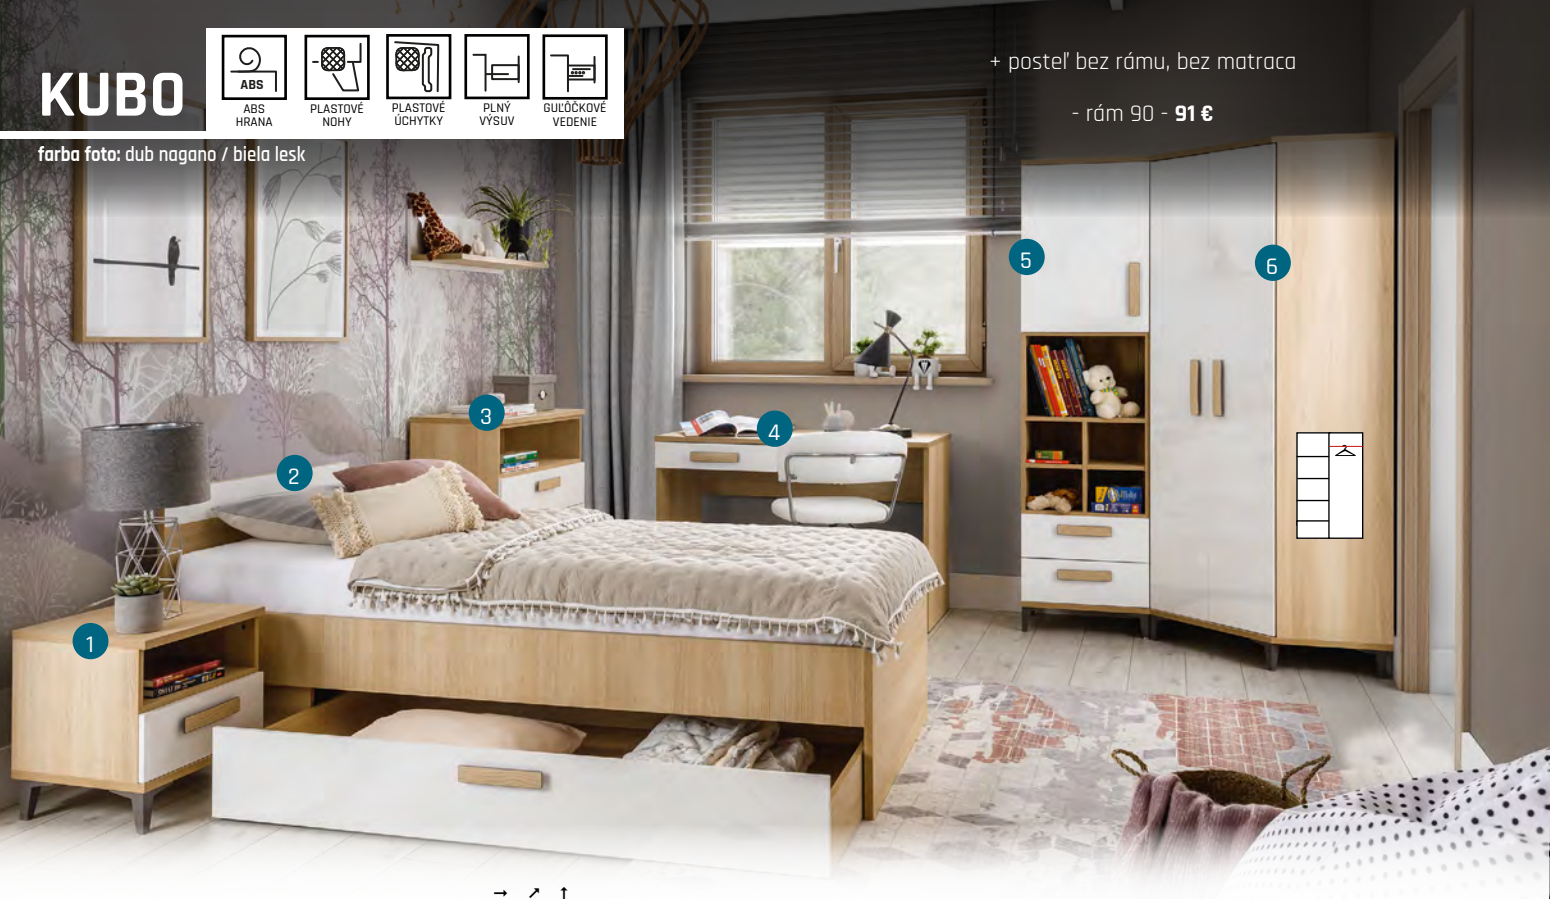 KUBO
ABS
ABS
HRANA
PLASTOVÉ
NOHY
PLASTOVÉ
ÚCHYTKY
PLNÝ
VÝSUV
GUĽÔČKOVÉ
VEDENIE
farba foto: dub nagano / biela lesk
+ posteľ bez rámu, bez matraca
- rám 90 - 91 €
5
6
3
4
2
1